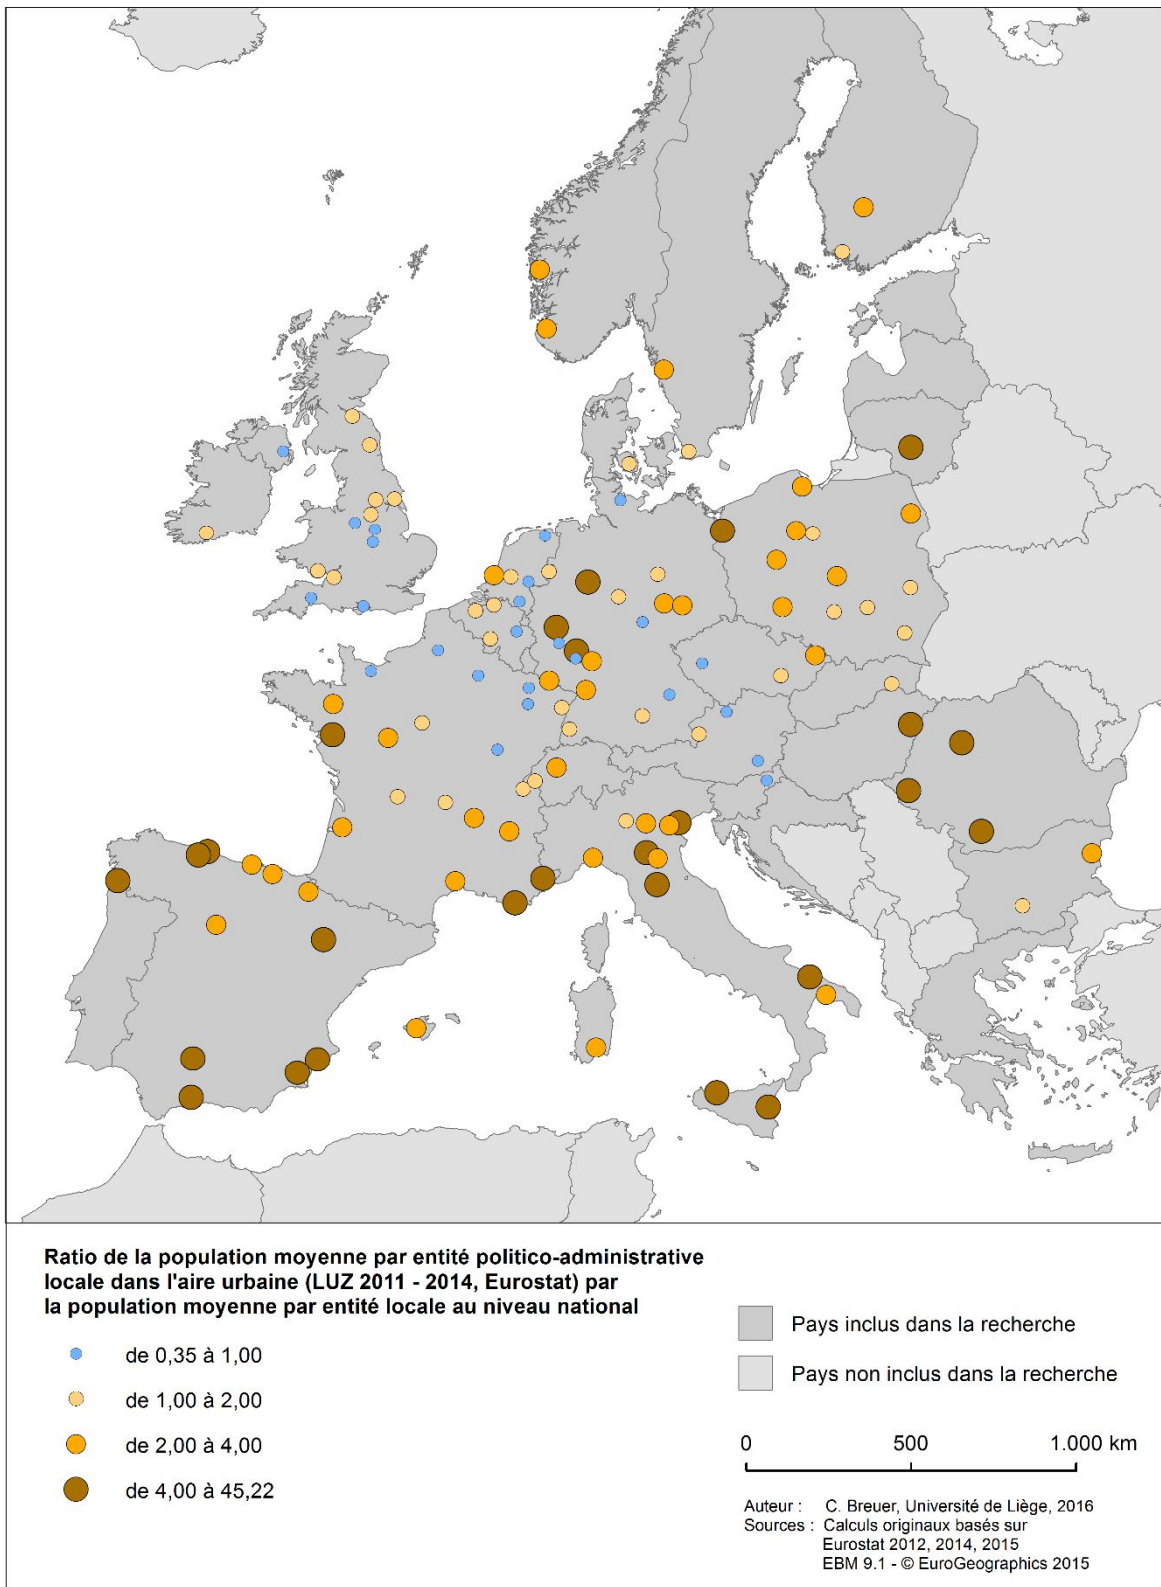 Ratio de la population moyenne par entité politico-administrative
locale dans l'aire urbaine (LUZ 2011 - 2014, Eurostat) par
la population moyenne par entité locale au niveau national
de 0,35 à 1,00
de 1,00 à 2,00
de 2,00 à 4,00
de 4,00 à 45,22
Pays inclus dans la recherche
Pays non inclus dans la recherche
0 500 1.000 km
Auteur : C. Breuer, Université de Liège, 2016
Sources : Calculs originaux basés sur
Eurostat 2012, 2014, 2015
EBM 9.1 - © EuroGeographics 2015